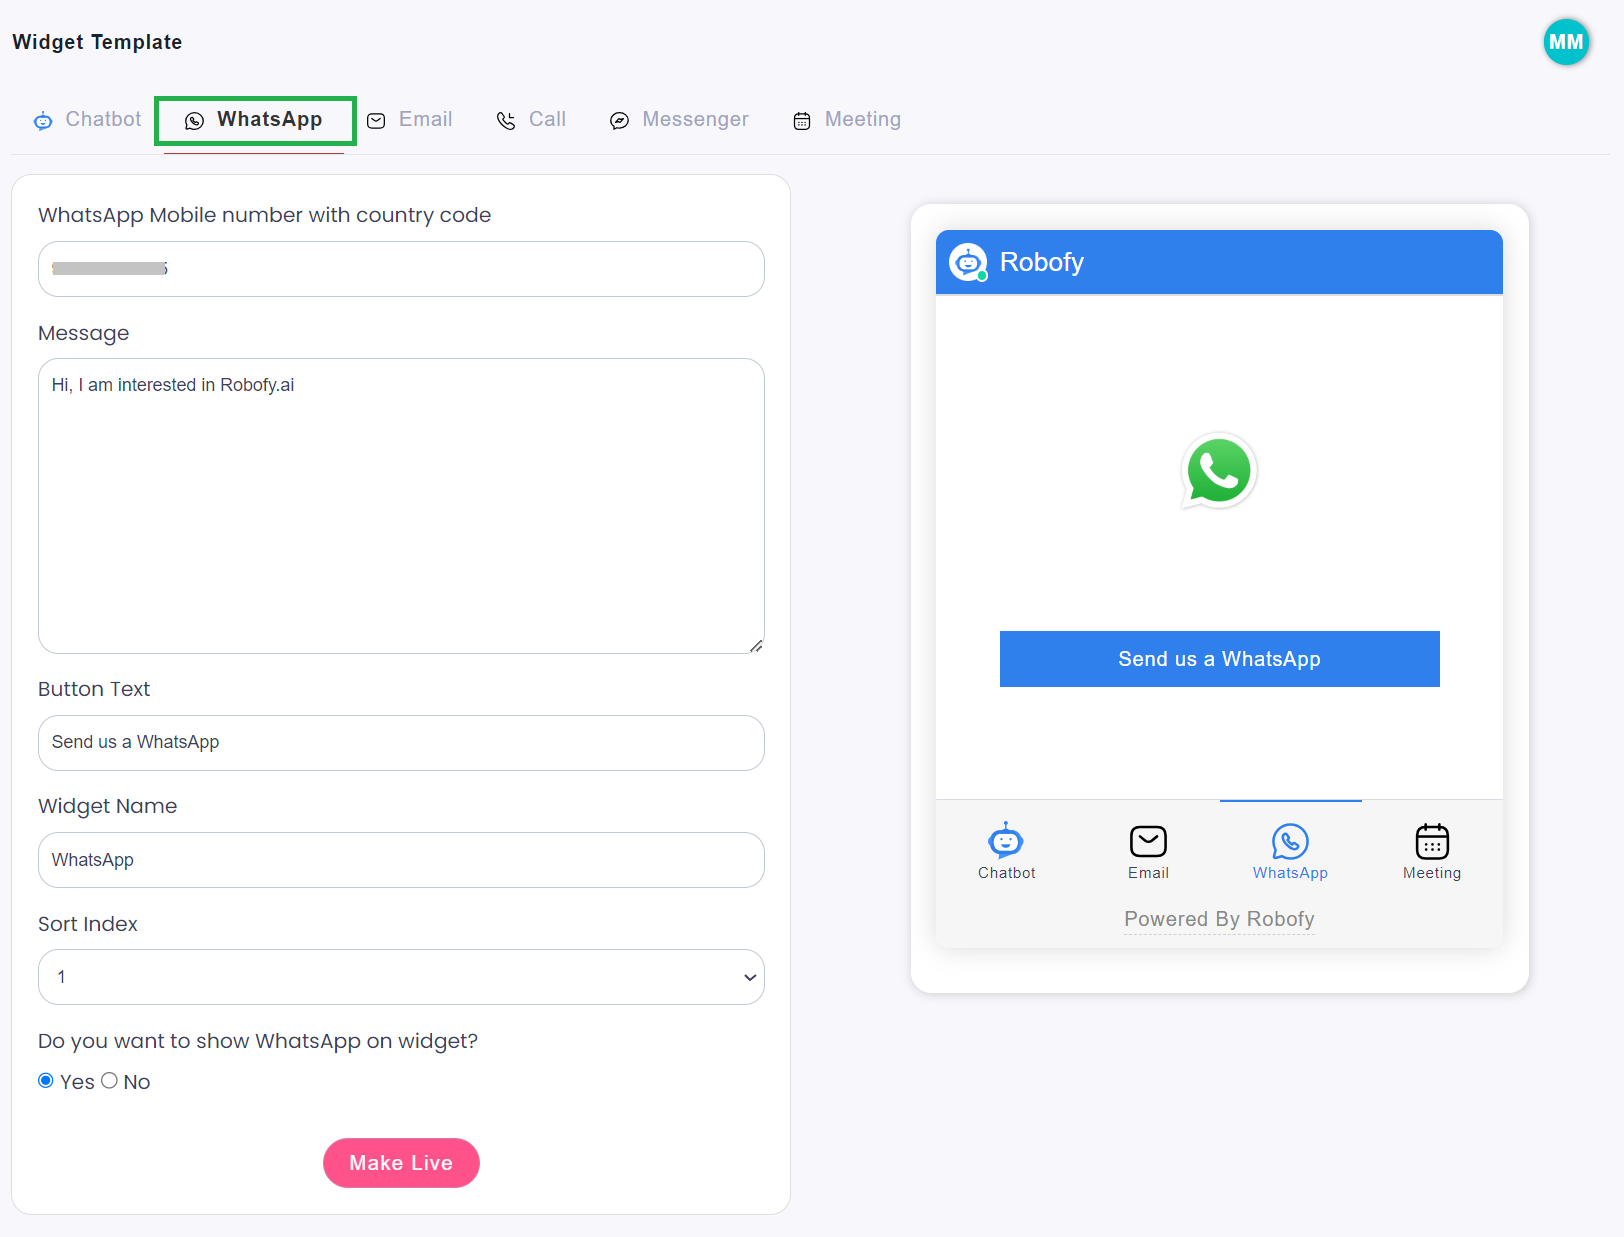 Widget Template
MM
Chatbot
WhatsApp
Email
Call
Messenger
Meeting
WhatsApp Mobile number with country code
Message
Hi, I am interested in Robofy.ai
Button Text
Send us a WhatsApp
Widget Name
WhatsApp
Sort Index
1
Do you want to show WhatsApp on widget?
Yes No
Make Live
Robofy
Send us a WhatsApp
Chatbot
Email
WhatsApp
Meeting
Powered By Robofy